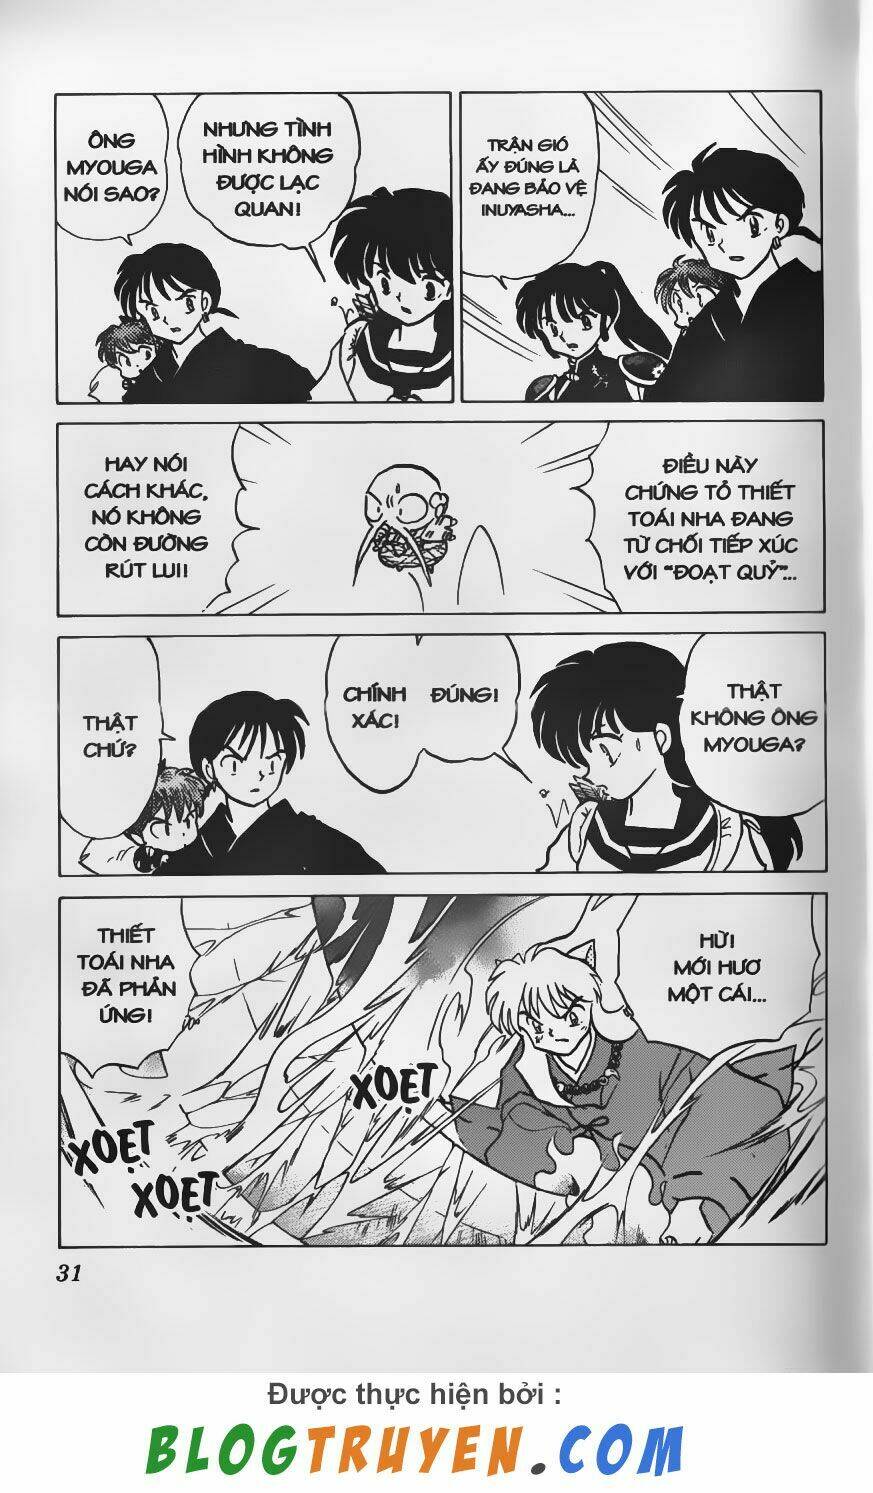 TRẬN GIÓ
ẤY ĐÚNG LÀ
ĐANG BẢO VỆ
INUYASHA...
NHƯNG TÌNH
HÌNH KHÔNG
ĐƯỢC LẠC
QUAN!
ÔNG
MYOUGA
NÓI SAO?
ĐIỀU NÀY
CHỨNG TỎ THIẾT
TOÁI NHA ĐANG
TỪ CHỐI TIẾP XÚC
VỚI "ĐOẠT QUỶ"...
HAY NÓI
CÁCH KHÁC,
NÓ KHÔNG
CÒN ĐƯỜNG
RÚT LUI!
THẬT
KHÔNG ÔNG
MYOUGA?
ĐÚNG!
CHÍNH
XÁC!
THẬT
CHỨ?
HỪ!
MỚI HƠ
MỘT CÁI...
THIẾT
TOÁI NHA
ĐÃ PHẢN
ỨNG!
XOẸT
XOẸT
XOẸT
31
Được thực hiện bởi :
BLOGTRUYEN.COM